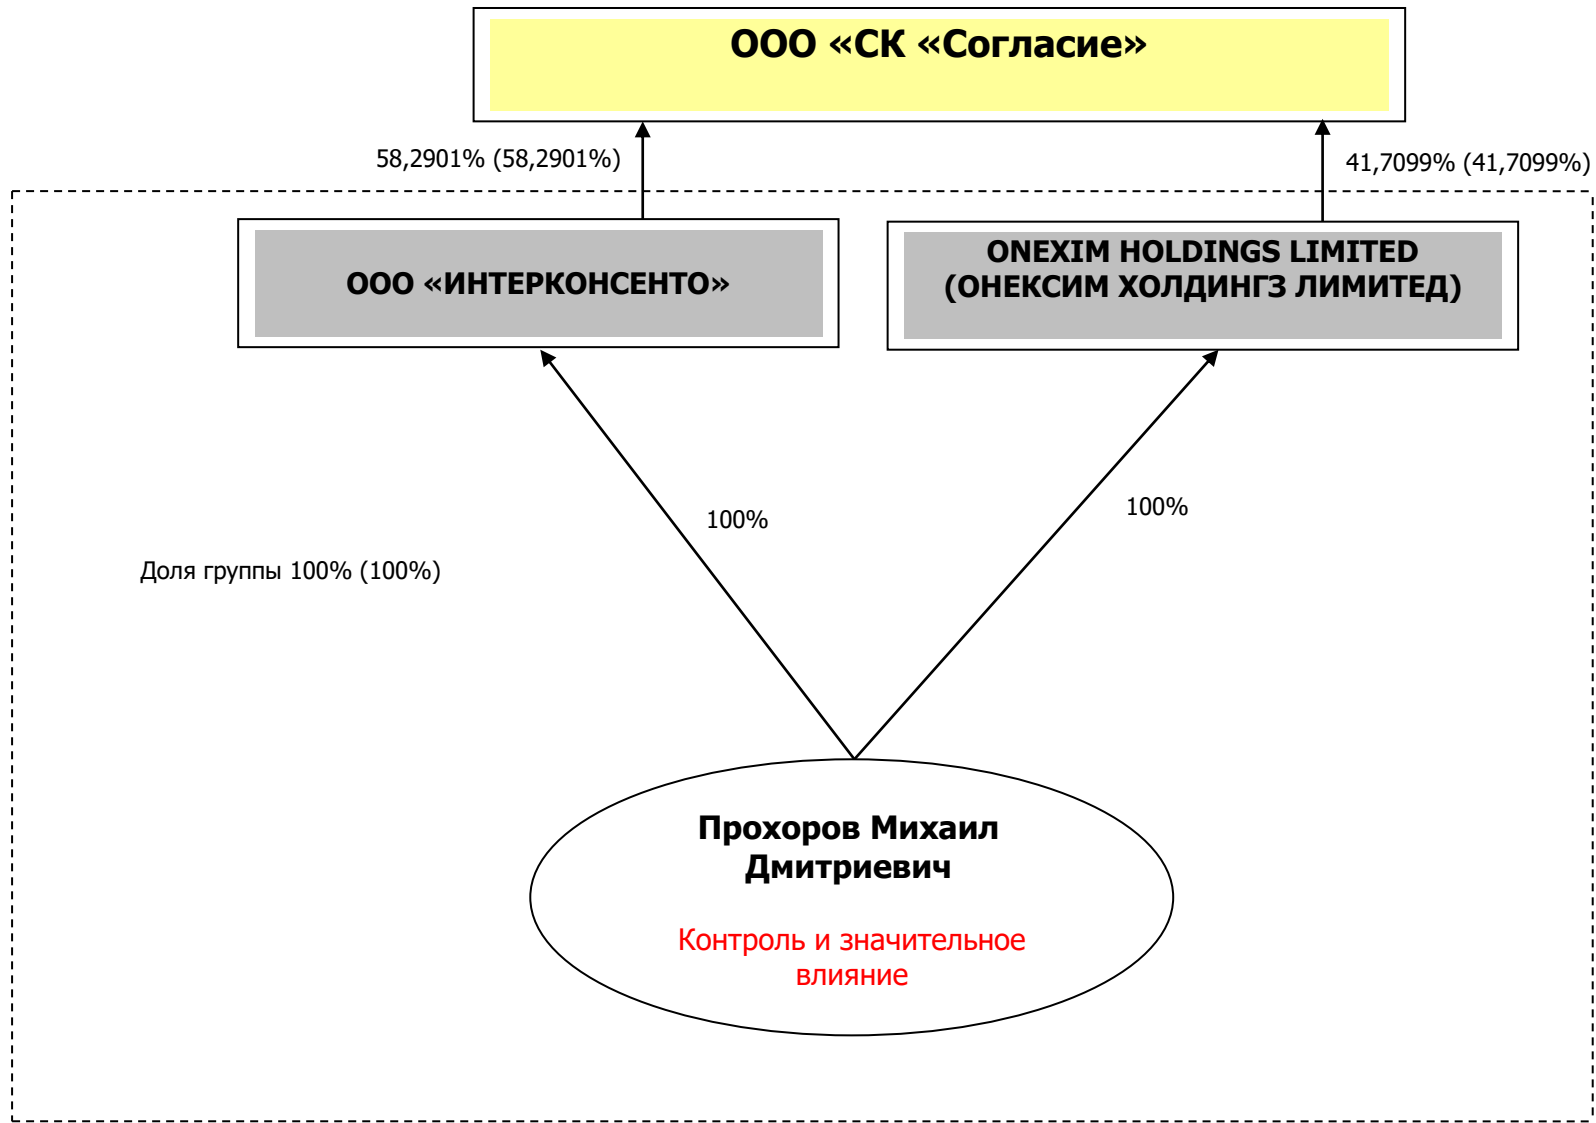 ООО «СК «Согласие»
58,2901% (58,2901%)
41,7099% (41,7099%)
ООО «ИНТЕРКОНСЕНТО»
ONEXIM HOLDINGS LIMITED
(ОНЕКСИМ ХОЛДИНГЗ ЛИМИТЕД)
100%
100%
Доля группы 100% (100%)
Прохоров Михаил
Дмитриевич
Контроль и значительное
влияние